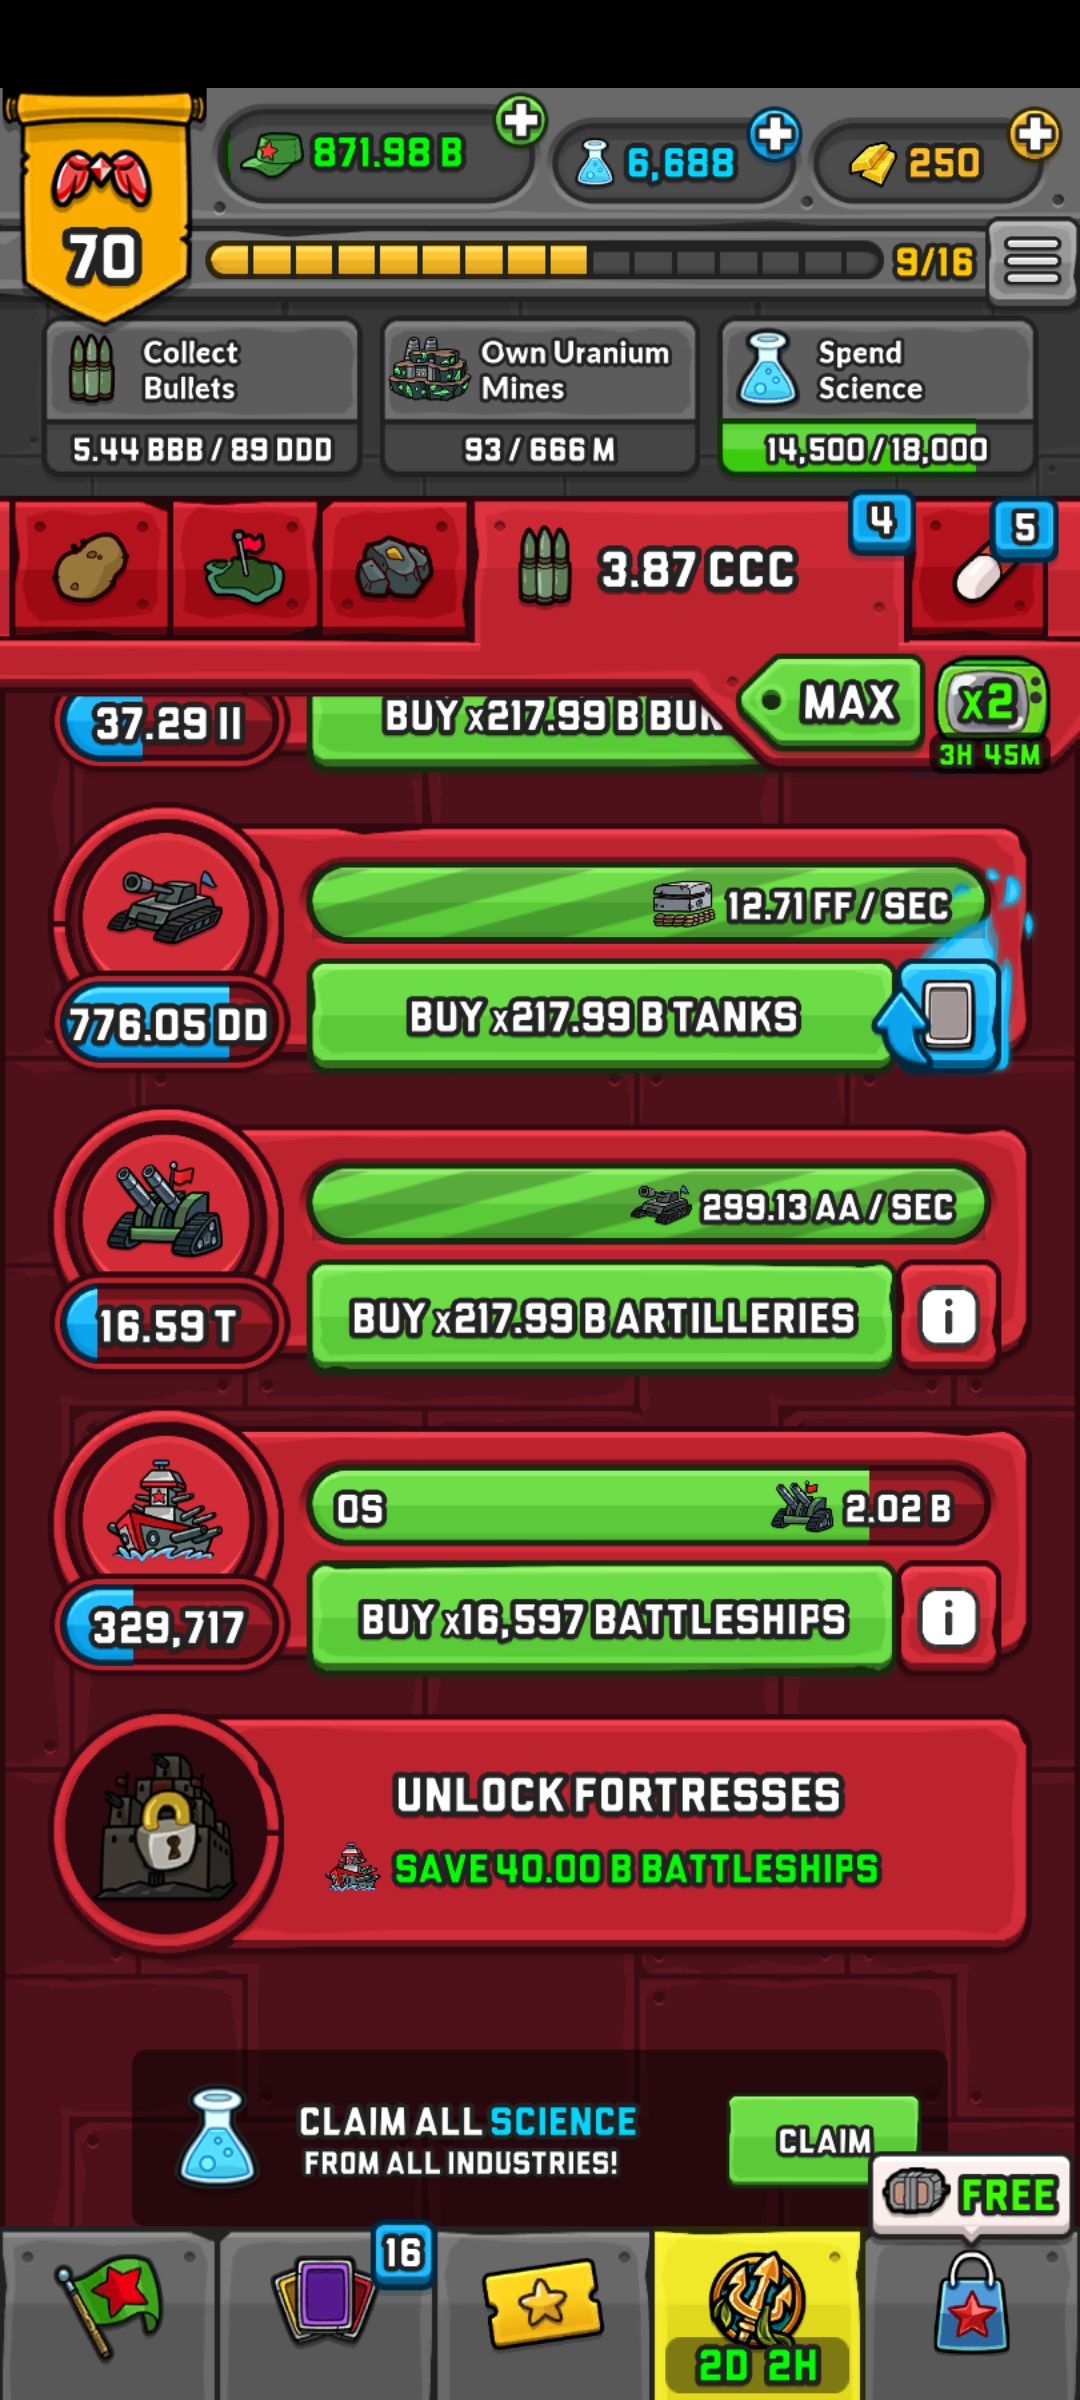 871.98 B
6,688
250
70
9/16
Collect
Bullets
Own Uranium
Mines
Spend
Science
5.44 BBB / 89 DDD
93 / 666 M
14,500/18,000
3.87 CCC
4
5
MAX
x2
3H 45M
37.29 II
BUY x217.99 B
12.71 FF / SEC
776.05 DD
BUY x217.99 B TANKS
299.13 AA / SEC
16.59 T
BUY x217.99 B ARTILLERIES
i
0S
2.02 B
329,717
BUY x16,597 BATTLESHIPS
i
UNLOCK FORTRESSES
SAVE 40.00 B BATTLESHIPS
CLAIM ALL SCIENCE
FROM ALL INDUSTRIES!
CLAIM
FREE
16
2D 2H